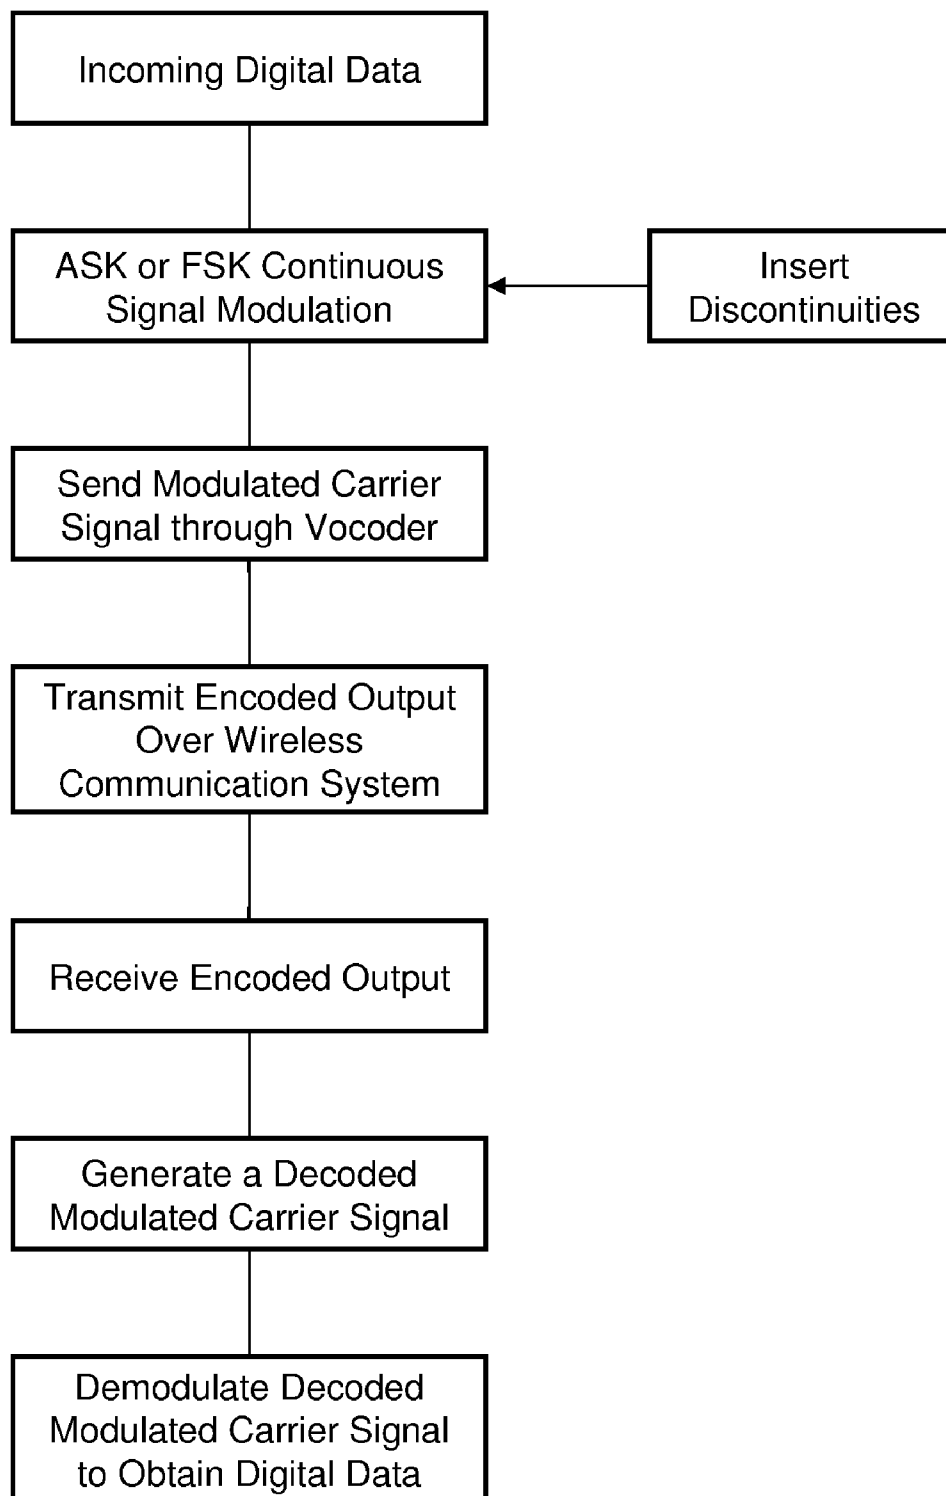 Incoming Digital Data
ASK or FSK Continuous
Signal Modulation
Insert
Discontinuities
Send Modulated Carrier
Signal through Vocoder
Transmit Encoded Output
Over Wireless
Communication System
Receive Encoded Output
Generate a Decoded
Modulated Carrier Signal
Demodulate Decoded
Modulated Carrier Signal
to Obtain Digital Data